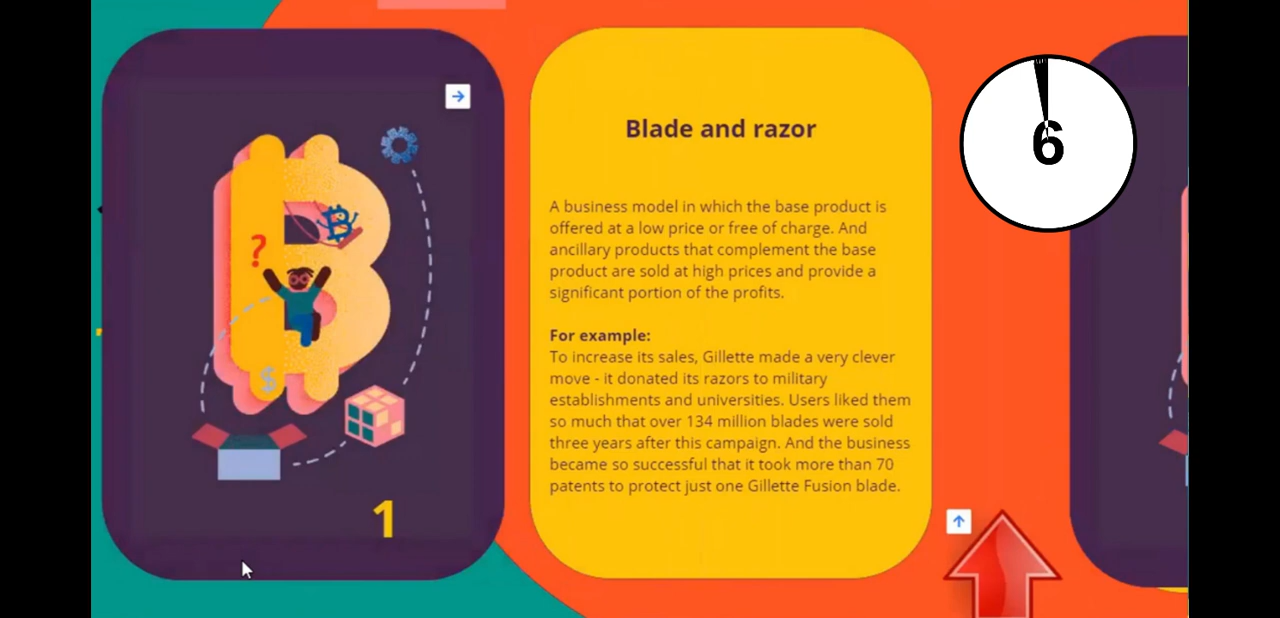 ?
$
1
Blade and razor
A business model in which the base product is
offered at a low price or free of charge. And
ancillary products that complement the base
product are sold at high prices and provide a
significant portion of the profits.
For example:
To increase its sales, Gillette made a very clever
move - it donated its razors to military
establishments and universities. Users liked them
so much that over 134 million blades were sold
three years after this campaign. And the business
became so successful that it took more than 70
patents to protect just one Gillette Fusion blade.
6